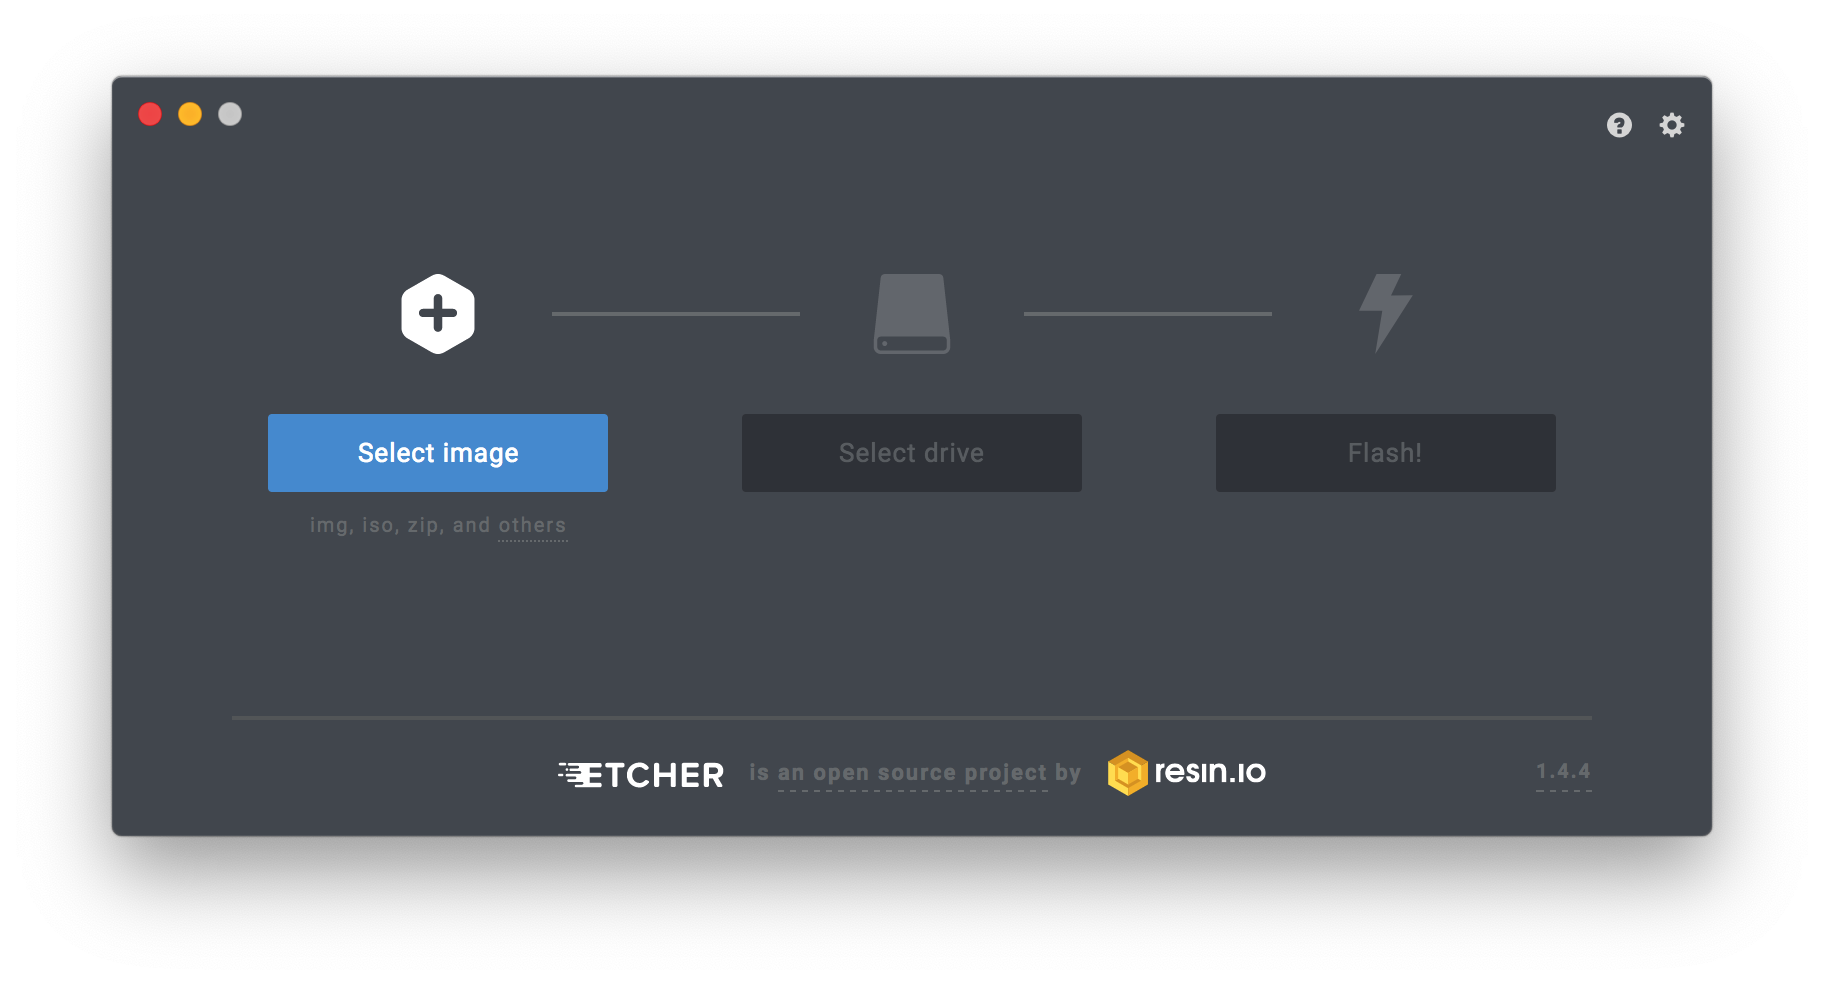 Select image
Select drive
Flash!
img, iso, zip, and others
ETCHER is an open source project by resin.io
1.4.4